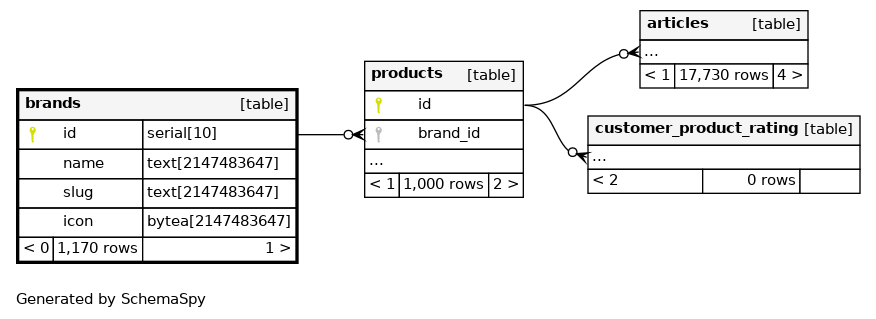 brands [table]
id serial[10]
name text[2147483647]
slug text[2147483647]
icon bytea[2147483647]
< 0 1,170 rows 1 >
products [table]
id
brand_id
...
< 1 1,000 rows 2 >
articles [table]
...
< 1 17,730 rows 4 >
customer_product_rating [table]
...
< 2 0 rows
Generated by SchemaSpy